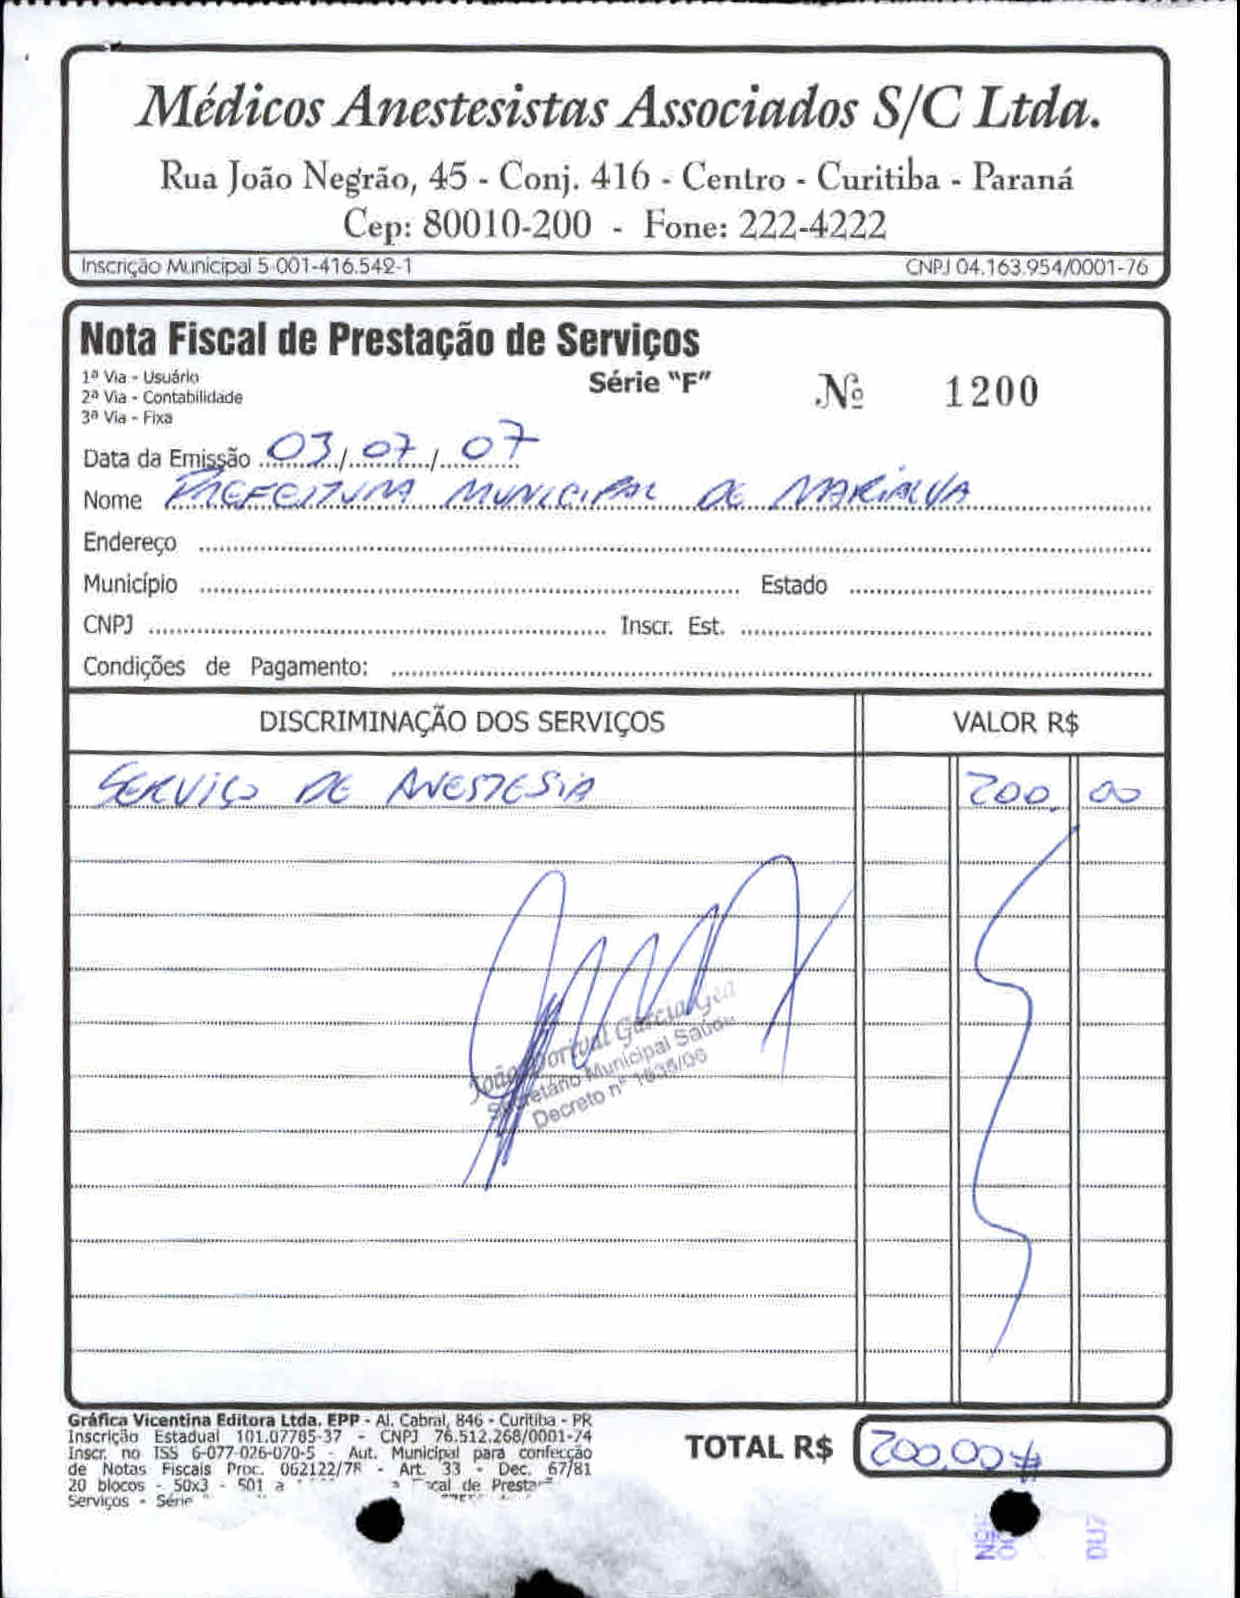 Médicos Anestesistas Associados S/C Ltda.
Rua João Negrão, 45 - Conj. 416 - Centro - Curitiba - Paraná
Cep: 80010-200 - Fone: 222-4222
Inscrição Municipal 5-001-416.542-1 CNPJ 04.163.954/0001-76
Nota Fiscal de Prestação de Serviços
1ª Via - Usuário
2ª Via - Contabilidade
3ª Via - Fixa
Série "F" Nº 1200
Data da Emissão 03/07/07
Nome PREFEITURA MUNICIPAL DE MARIALVA
Endereço
Município Estado
CNPJ Inscr. Est.
Condições de Pagamento:
DISCRIMINAÇÃO DOS SERVIÇOS VALOR R$
SERVIÇO DE ANESTESIA 200,00
João Dorival Garcia
Secretário Municipal Saúde
Decreto nº
Gráfica Vicentina Editora Ltda. EPP - Al. Cabral, 846 - Curitiba - PR
Inscrição Estadual 101.07785-37 - CNPJ 76.512.268/0001-74
Inscr. no ISS 6-077-026-070-5 - Aut. Municipal para confecção
de Notas Fiscais Proc. 062122/78 - Art. 33 - Dec. 67/81
20 blocos - 50x3 - 501 a
Serviços - Série
TOTAL R$ 200,00#